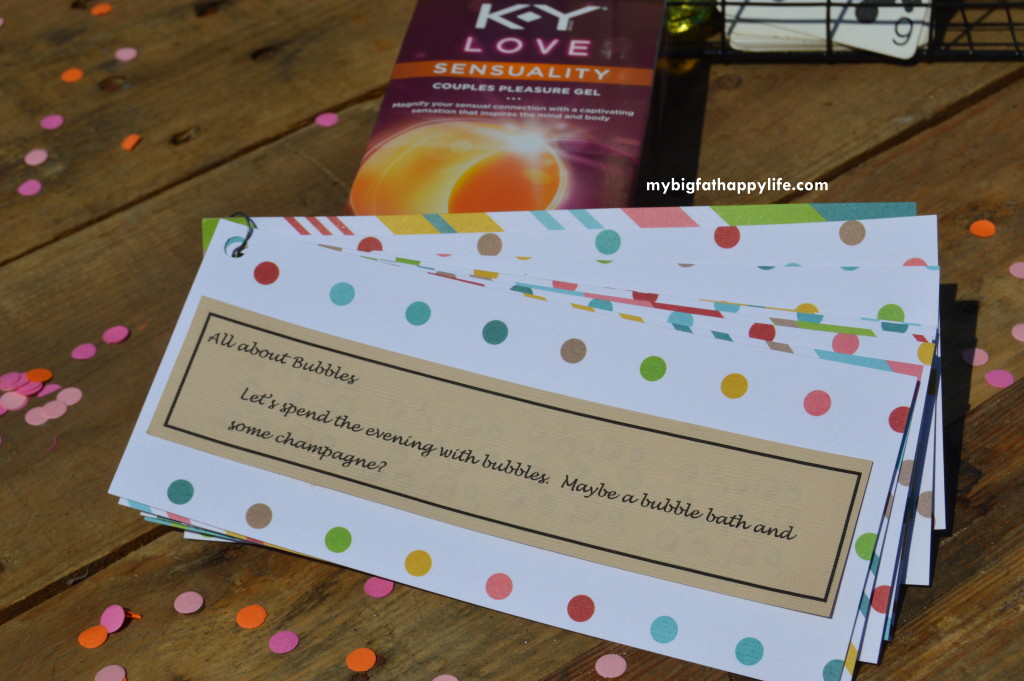 K-Y
LOVE
SENSUALITY
COUPLES PLEASURE GEL
Magnify your sensual connection with a captivating
sensation that inspires the mind and body
9
mybigfathappylife.com
All about Bubbles
Let's spend the evening with bubbles. Maybe a bubble bath and
some champagne?